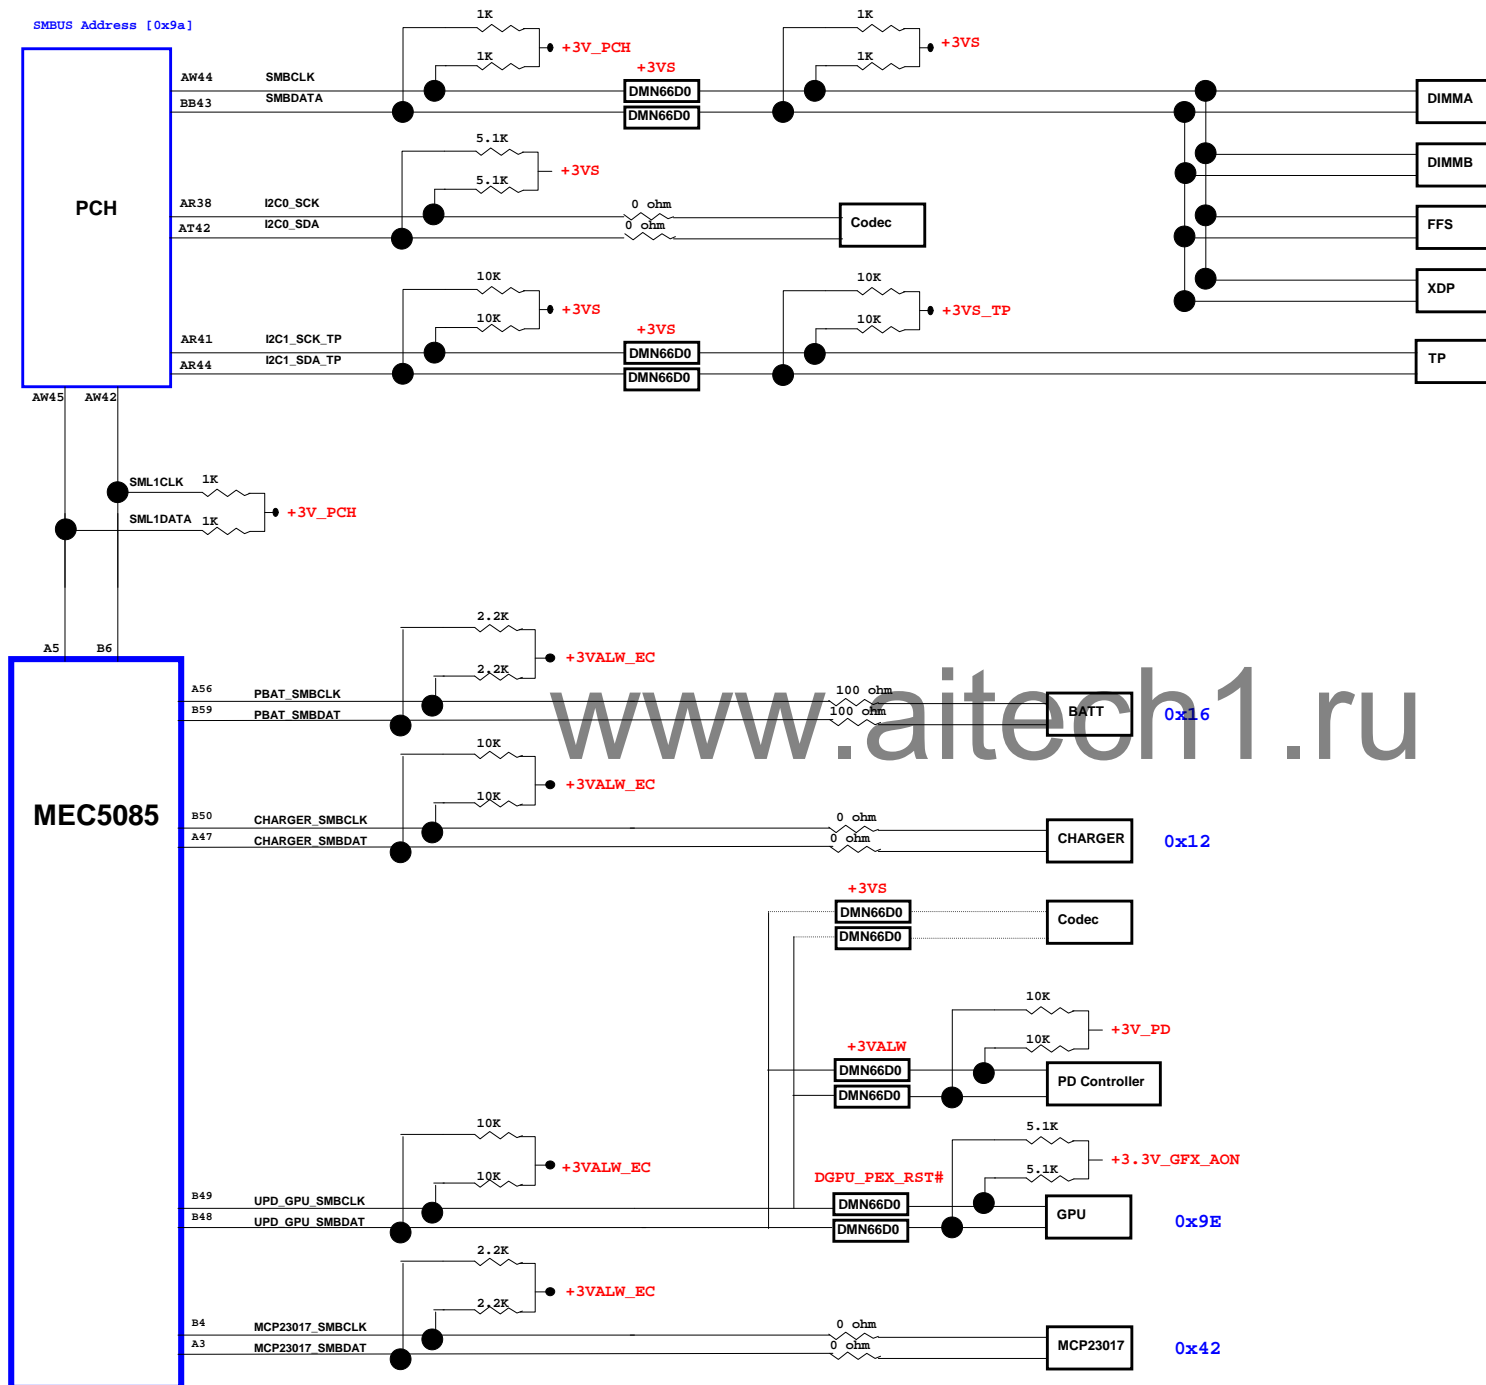 SMBUS Address [0x9a]
PCH
AW44 SMBCLK
BB43 SMBDATA
1K
1K
+3V_PCH
+3VS
DMN66D0
DMN66D0
1K
1K
+3VS
DIMMA
DIMMB
FFS
XDP
TP
5.1K
5.1K
+3VS
AR38 I2C0_SCK
AT42 I2C0_SDA
0 ohm
0 ohm
Codec
10K
10K
+3VS
AR41 I2C1_SCK_TP
AR44 I2C1_SDA_TP
+3VS
DMN66D0
DMN66D0
10K
10K
+3VS_TP
AW45 AW42
SML1CLK 1K
SML1DATA 1K
+3V_PCH
A5 B6
MEC5085
2.2K
2.2K
+3VALW_EC
A56 PBAT_SMBCLK
B59 PBAT_SMBDAT
100 ohm
100 ohm
BATT
0x16
www.aitech1.ru
10K
10K
+3VALW_EC
B50 CHARGER_SMBCLK
A47 CHARGER_SMBDAT
0 ohm
0 ohm
CHARGER
0x12
+3VS
DMN66D0
DMN66D0
Codec
10K
10K
+3V_PD
+3VALW
DMN66D0
DMN66D0
PD Controller
10K
10K
+3VALW_EC
5.1K
5.1K
+3.3V_GFX_AON
B49 UPD_GPU_SMBCLK
B48 UPD_GPU_SMBDAT
DGPU_PEX_RST#
DMN66D0
DMN66D0
GPU
0x9E
2.2K
2.2K
+3VALW_EC
B4 MCP23017_SMBCLK
A3 MCP23017_SMBDAT
0 ohm
0 ohm
MCP23017
0x42